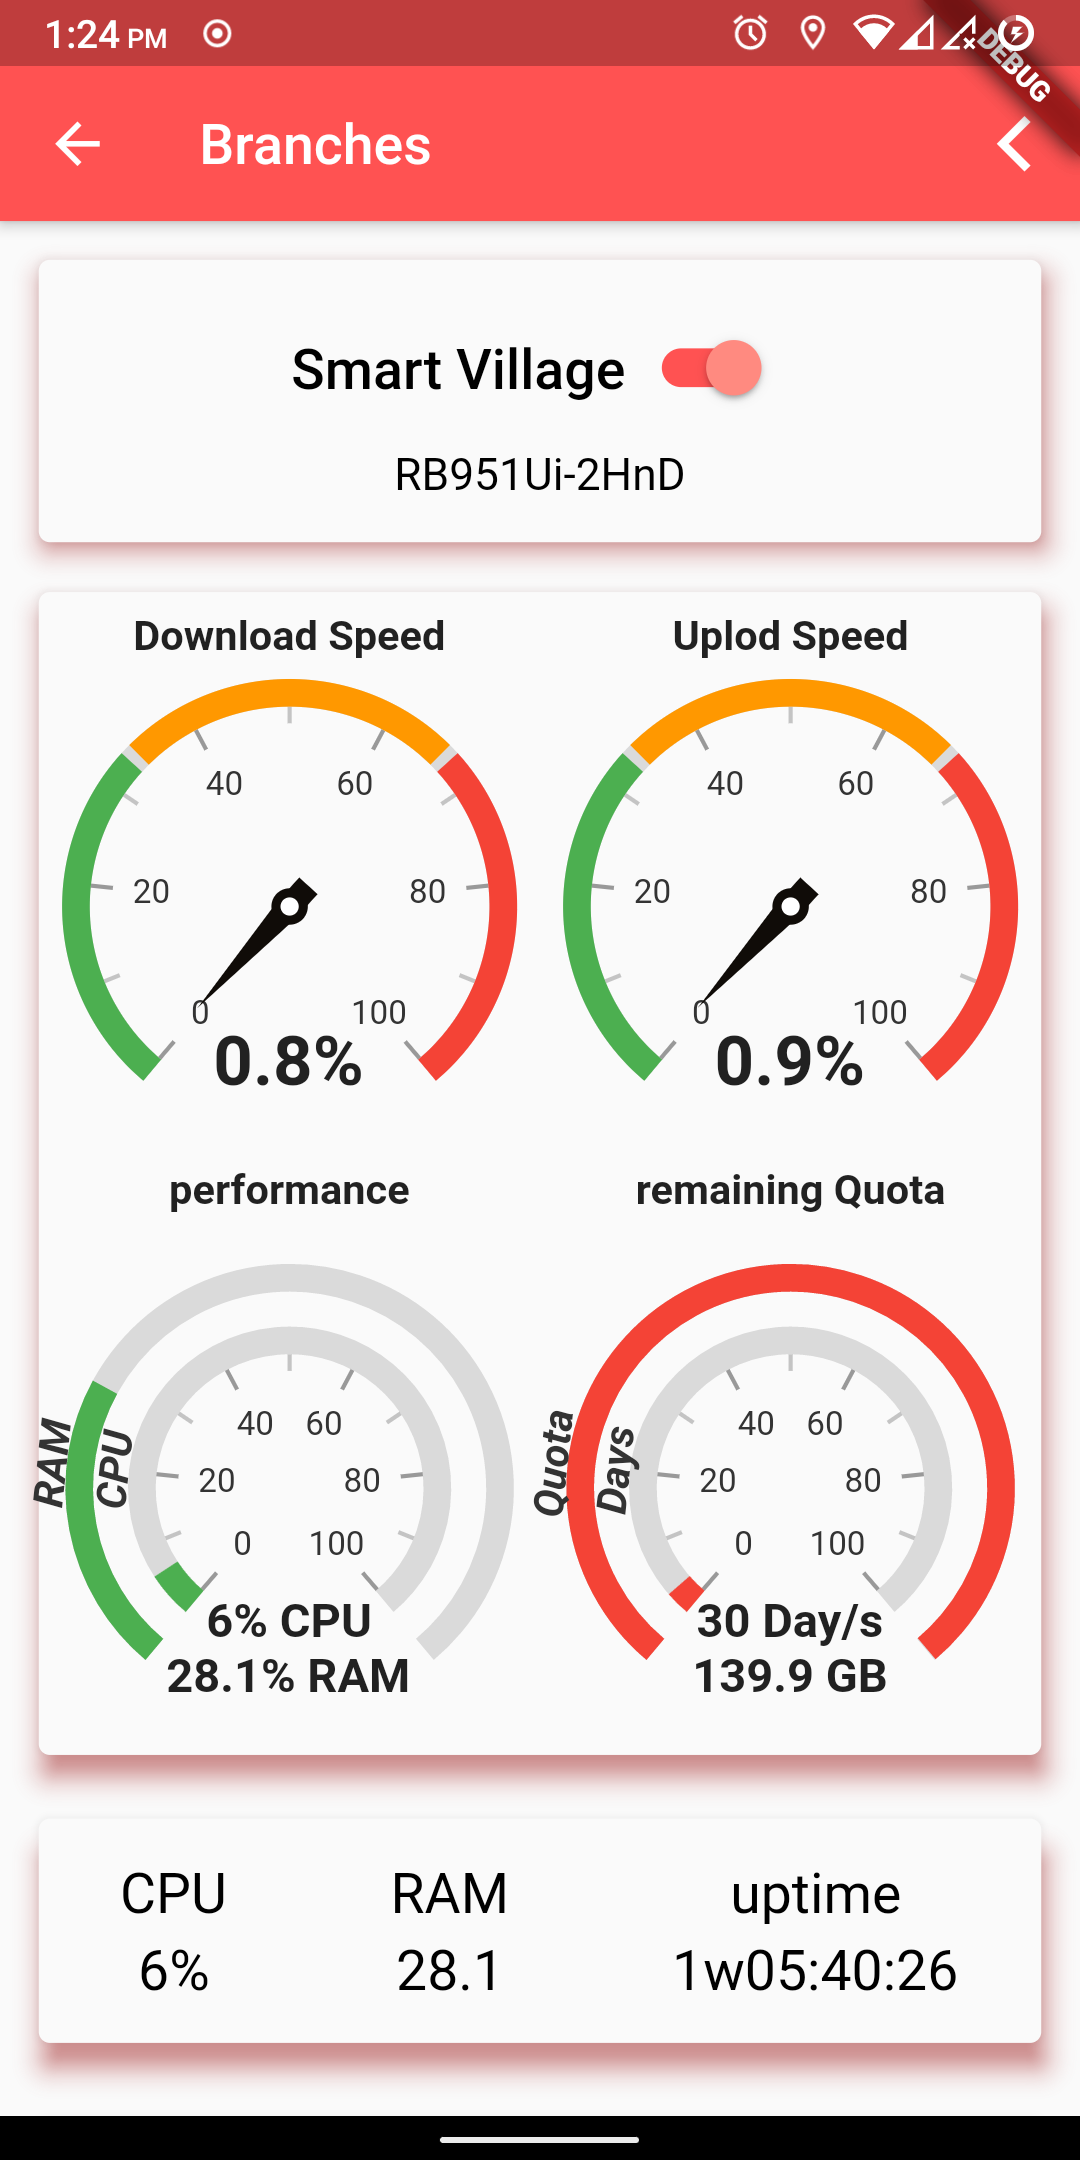 1:24 PM
DEBUG
Branches
Smart Village
RB951Ui-2HnD
Download Speed
Uplod Speed
40 60
20 80
0 100
0.8%
40 60
20 80
0 100
0.9%
performance
remaining Quota
RAM
CPU
40 60
20 80
0 100
6% CPU
28.1% RAM
Quota
Days
40 60
20 80
0 100
30 Day/s
139.9 GB
CPU RAM uptime
6% 28.1 1w05:40:26